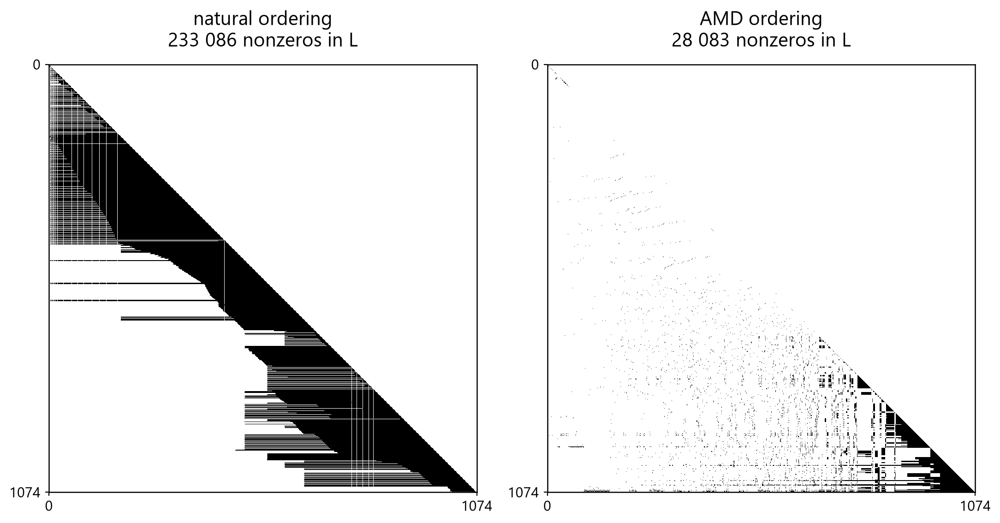 natural ordering
233 086 nonzeros in L
0
1074
0
1074
AMD ordering
28 083 nonzeros in L
0
1074
0
1074